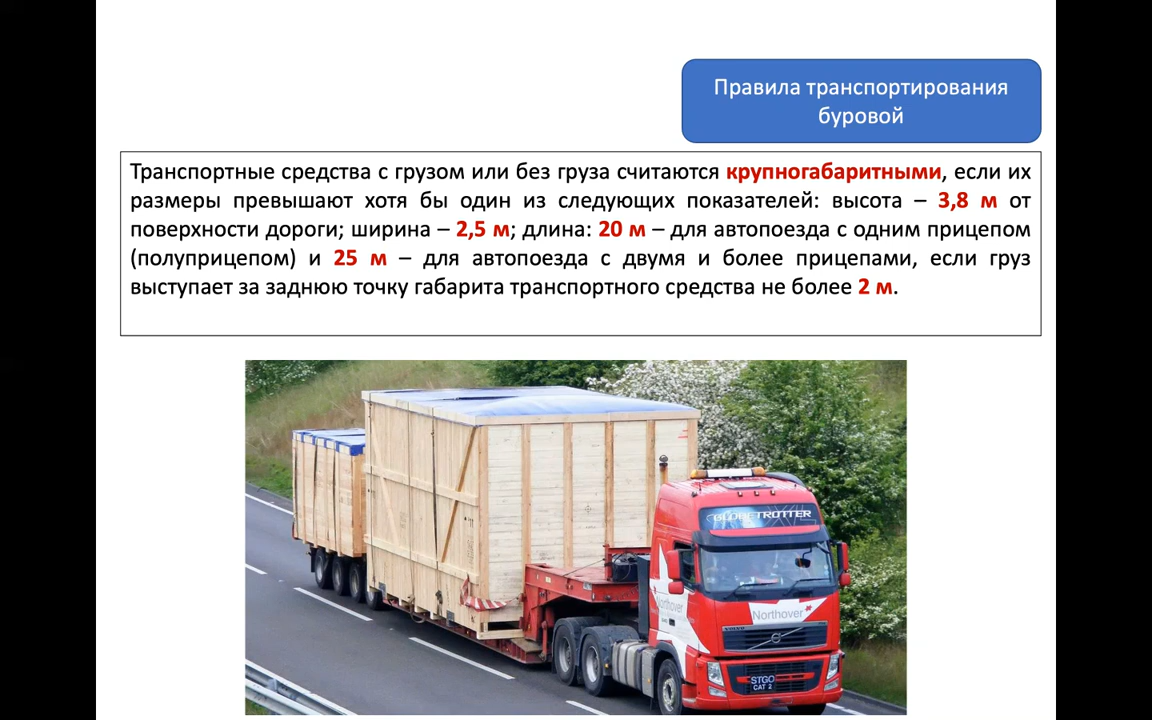 Правила транспортирования
буровой
Транспортные средства с грузом или без груза считаются крупногабаритными, если их
размеры превышают хотя бы один из следующих показателей: высота – 3,8 м от
поверхности дороги; ширина – 2,5 м; длина: 20 м – для автопоезда с одним прицепом
(полуприцепом) и 25 м – для автопоезда с двумя и более прицепами, если груз
выступает за заднюю точку габарита транспортного средства не более 2 м.
GLOBETROTTER XL
Northover
Northover
VOLVO
STGO
CAT 2